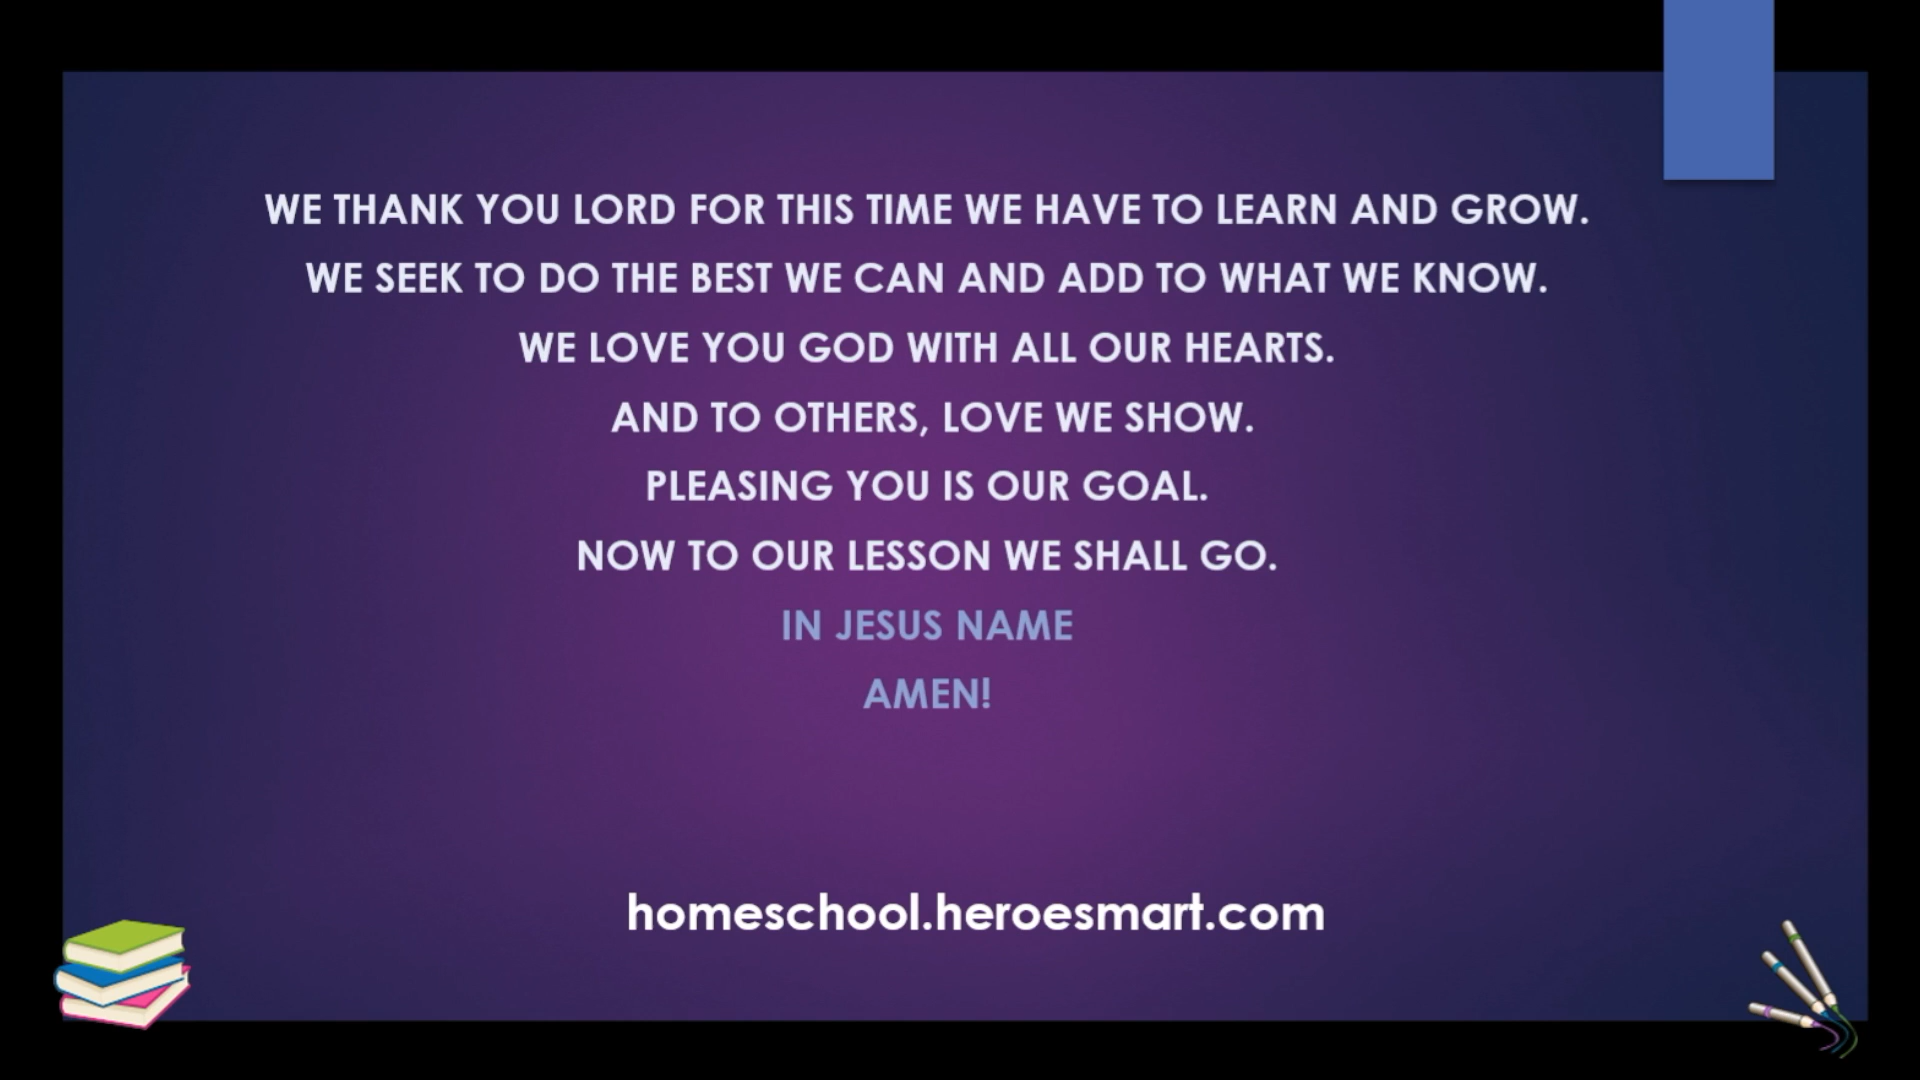 WE THANK YOU LORD FOR THIS TIME WE HAVE TO LEARN AND GROW.
WE SEEK TO DO THE BEST WE CAN AND ADD TO WHAT WE KNOW.
WE LOVE YOU GOD WITH ALL OUR HEARTS.
AND TO OTHERS, LOVE WE SHOW.
PLEASING YOU IS OUR GOAL.
NOW TO OUR LESSON WE SHALL GO.
IN JESUS NAME
AMEN!
homeschool.heroesmart.com